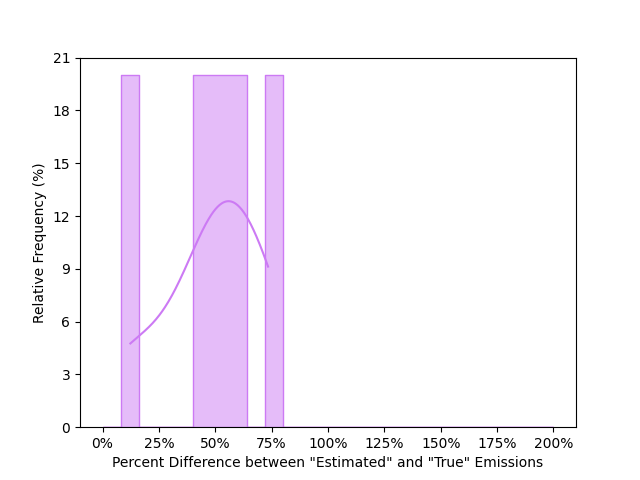 21
18
15
12
9
6
3
0
Relative Frequency (%)
0% 25% 50% 75% 100% 125% 150% 175% 200%
Percent Difference between "Estimated" and "True" Emissions